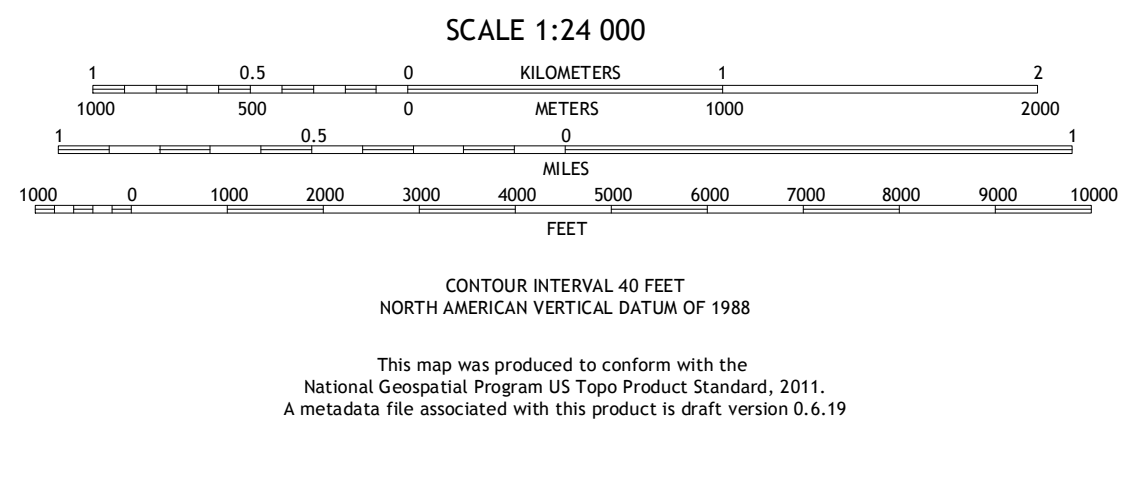 SCALE 1:24 000
1 0.5 0 KILOMETERS 1 2
1000 500 0 METERS 1000 2000
1 0.5 0 1
MILES
1000 0 1000 2000 3000 4000 5000 6000 7000 8000 9000 10000
FEET
CONTOUR INTERVAL 40 FEET
NORTH AMERICAN VERTICAL DATUM OF 1988
This map was produced to conform with the
National Geospatial Program US Topo Product Standard, 2011.
A metadata file associated with this product is draft version 0.6.19